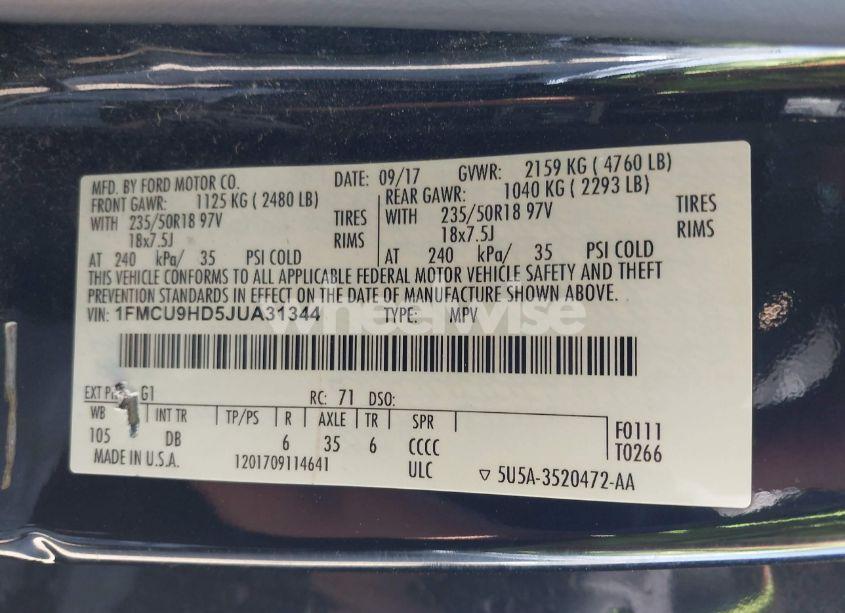 MFD. BY FORD MOTOR CO. DATE: 09/17 GVWR: 2159 KG ( 4760 LB)
FRONT GAWR: 1125 KG ( 2480 LB) REAR GAWR: 1040 KG ( 2293 LB)
WITH 235/50R18 97V TIRES WITH 235/50R18 97V TIRES
18x7.5J RIMS 18x7.5J RIMS
AT 240 kPa/ 35 PSI COLD AT 240 kPa/ 35 PSI COLD
THIS VEHICLE CONFORMS TO ALL APPLICABLE FEDERAL MOTOR VEHICLE SAFETY AND THEFT
PREVENTION STANDARDS IN EFFECT ON THE DATE OF MANUFACTURE SHOWN ABOVE.
VIN: 1FMCU9HD5JUA31344 TYPE: MPV
wheelwise
EXT G1 RC: 71 DSO:
WB INT TR TP/PS R AXLE TR SPR
105 DB 6 35 6 CCCC F0111
MADE IN U.S.A. 1201709114641 ULC T0266
5U5A-3520472-AA